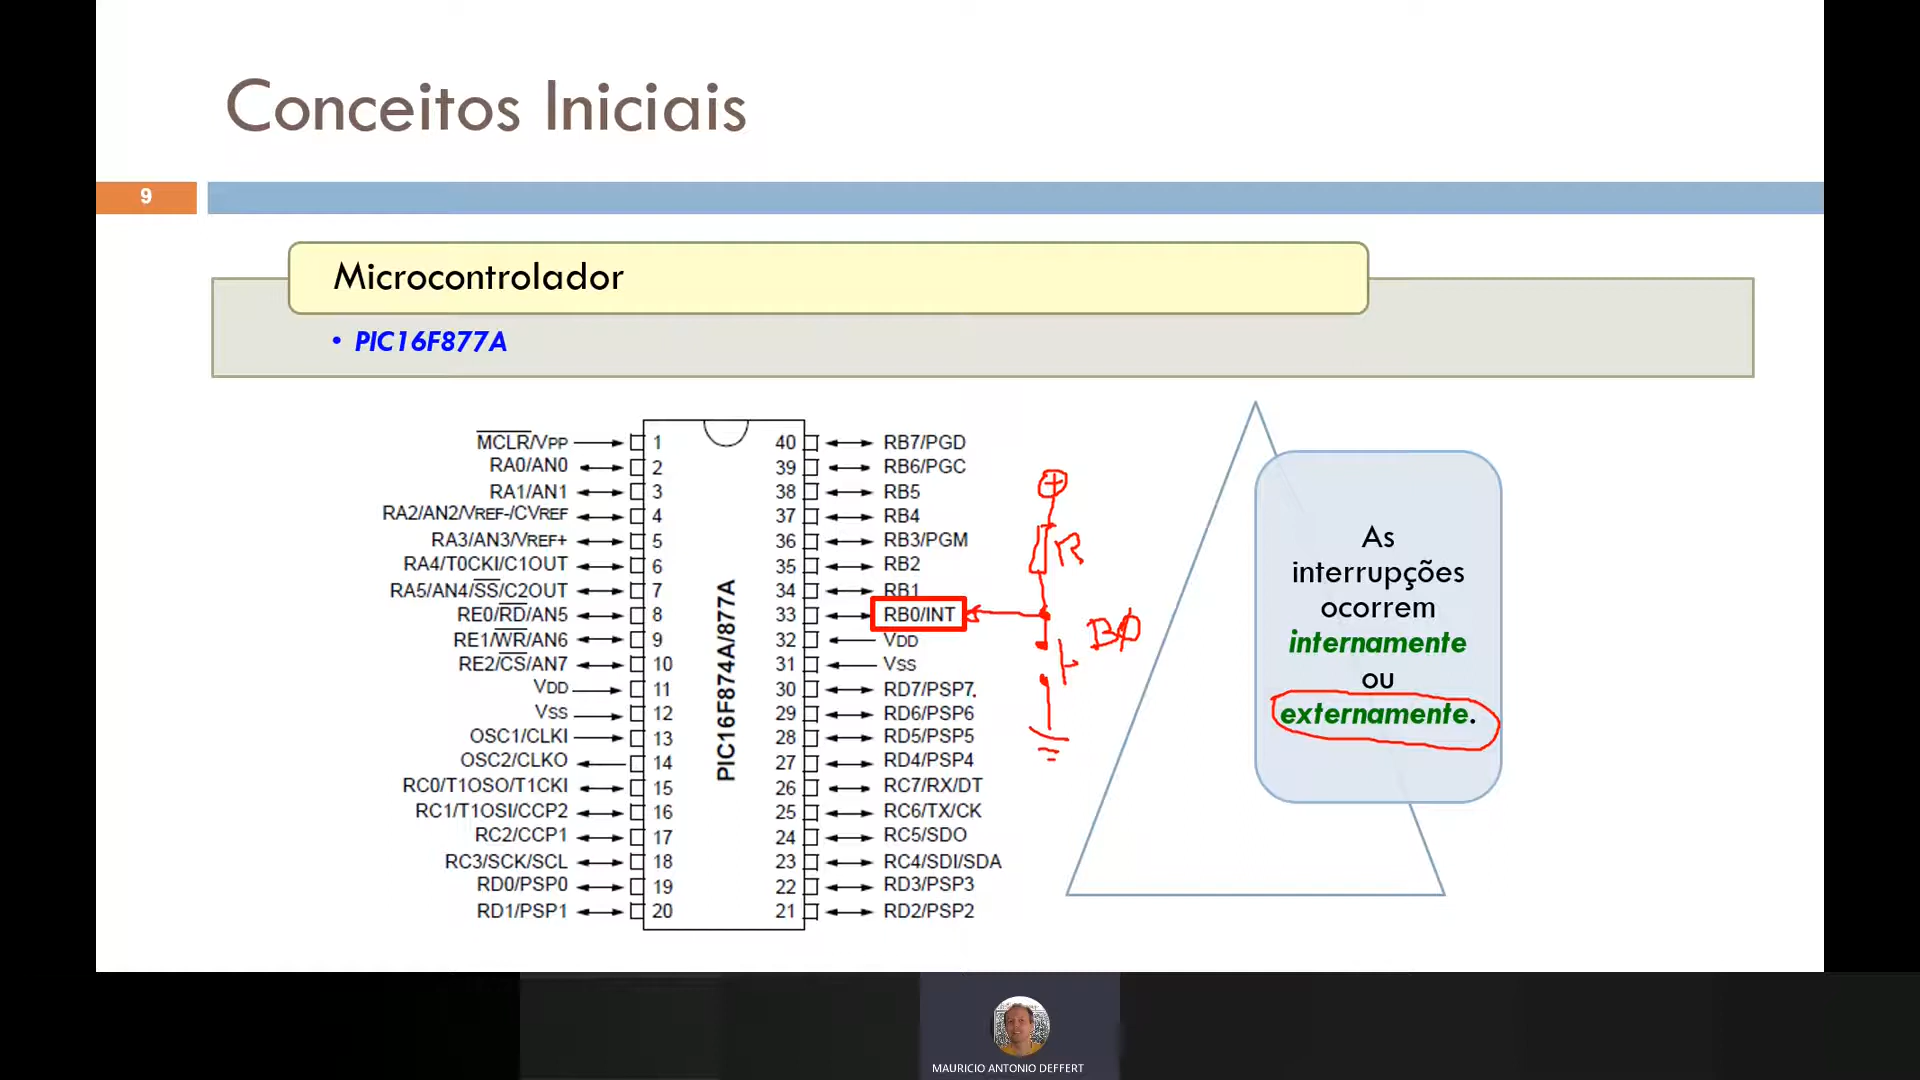 Conceitos Iniciais
9
Microcontrolador
• PIC16F877A
MCLR/VPP → 1
RA0/AN0 ↔ 2
RA1/AN1 ↔ 3
RA2/AN2/VREF-/CVREF ↔ 4
RA3/AN3/VREF+ ↔ 5
RA4/T0CKI/C1OUT ↔ 6
RA5/AN4/SS/C2OUT ↔ 7
RE0/RD/AN5 ↔ 8
RE1/WR/AN6 ↔ 9
RE2/CS/AN7 ↔ 10
VDD → 11
VSS → 12
OSC1/CLKI → 13
OSC2/CLKO ← 14
RC0/T1OSO/T1CKI ↔ 15
RC1/T1OSI/CCP2 ↔ 16
RC2/CCP1 ↔ 17
RC3/SCK/SCL ↔ 18
RD0/PSP0 ↔ 19
RD1/PSP1 ↔ 20
PIC16F874A/877A
40 ↔ RB7/PGD
39 ↔ RB6/PGC
38 ↔ RB5
37 ↔ RB4
36 ↔ RB3/PGM
35 ↔ RB2
34 ↔ RB1
33 ↔ RB0/INT
32 ← VDD
31 ← VSS
30 ↔ RD7/PSP7
29 ↔ RD6/PSP6
28 ↔ RD5/PSP5
27 ↔ RD4/PSP4
26 ↔ RC7/RX/DT
25 ↔ RC6/TX/CK
24 ↔ RC5/SDO
23 ↔ RC4/SDI/SDA
22 ↔ RD3/PSP3
21 ↔ RD2/PSP2
+
R
B0
As
interrupções
ocorrem
internamente
ou
externamente.
MAURICIO ANTONIO DEFFERT